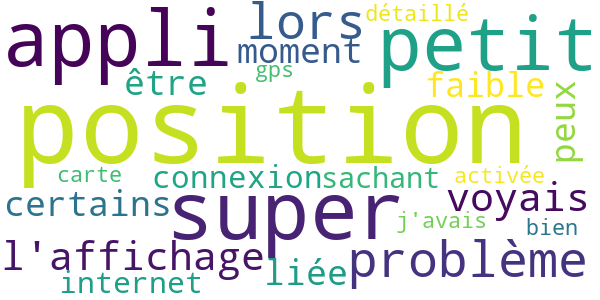 appli lors détaillé petit
moment
être gps faible
position peux
carte connexion sachant activée
certains super voyais
j'avais bien
l'affichage problème
internet liée